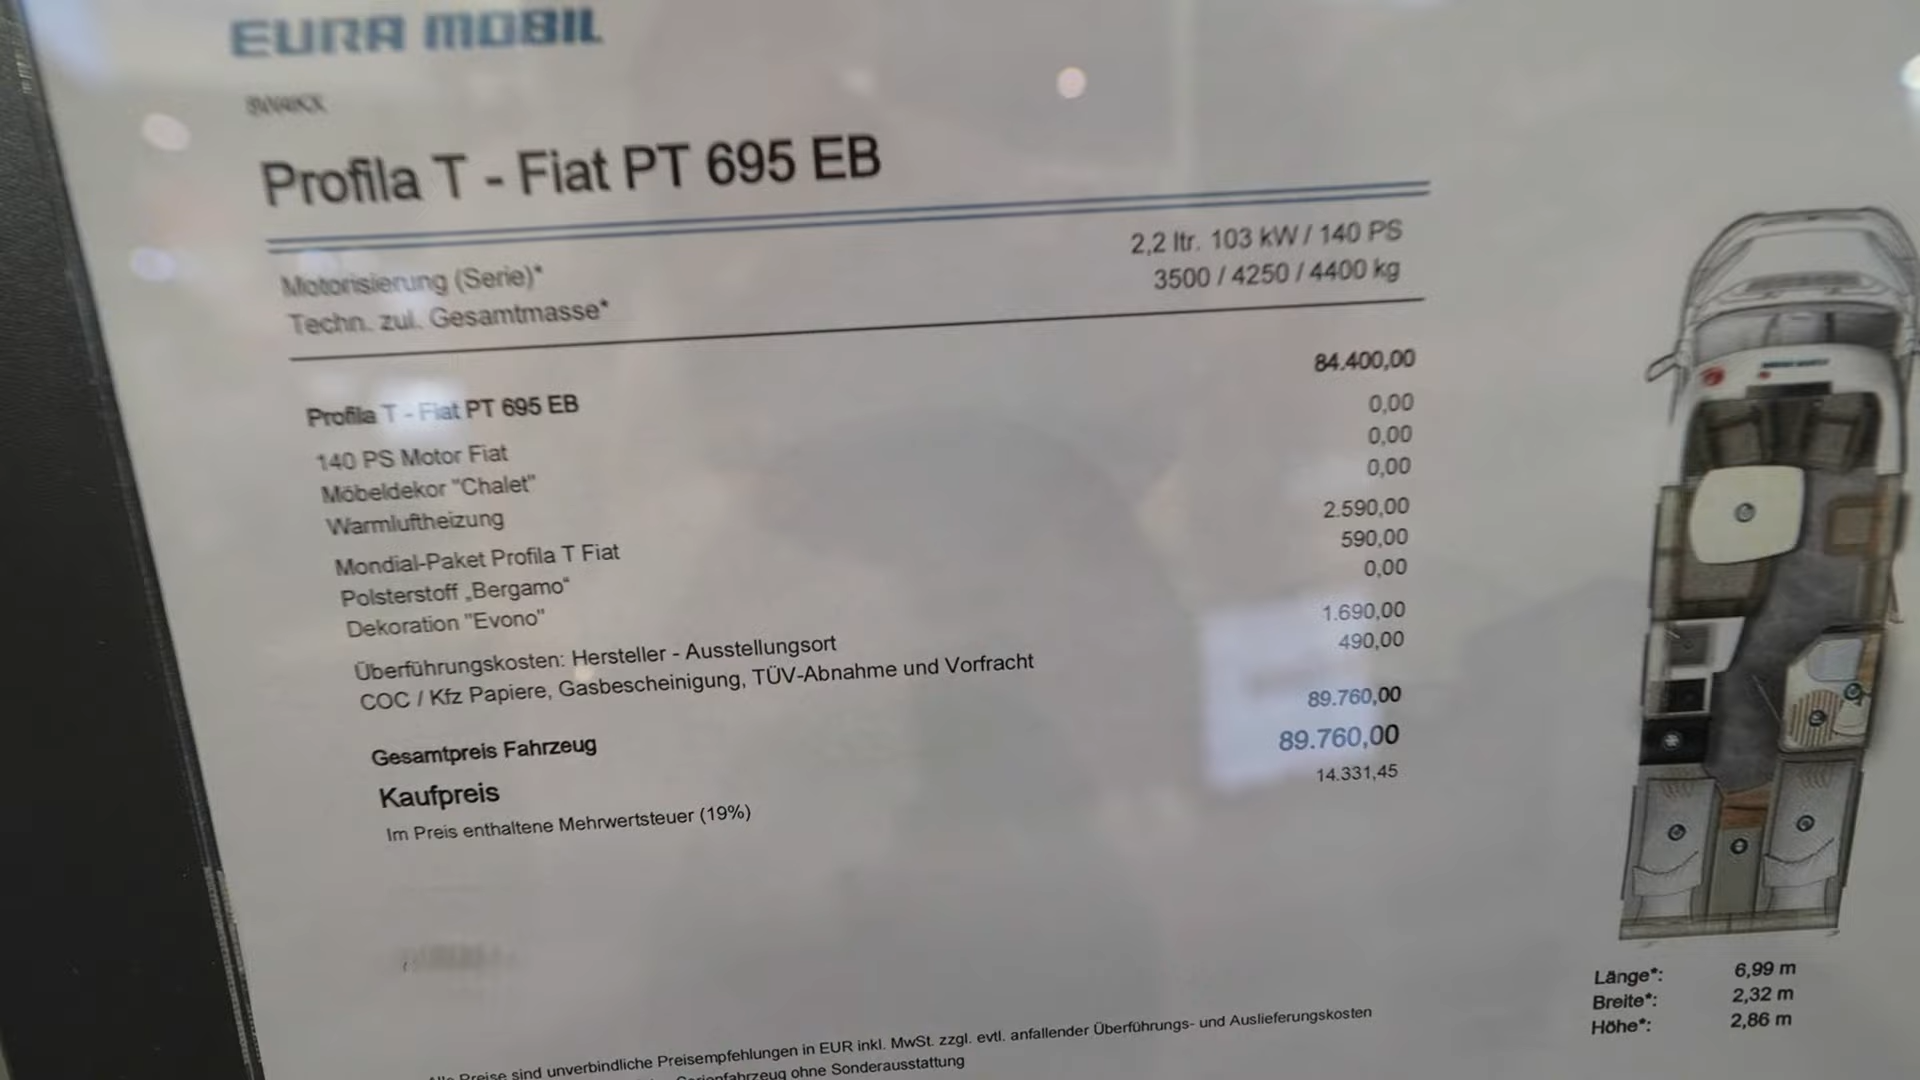 EURA MOBIL
Profila T - Fiat PT 695 EB
Motorisierung (Serie)* 2,2 ltr. 103 kW / 140 PS
Techn. zul. Gesamtmasse* 3500 / 4250 / 4400 kg
Profila T - Fiat PT 695 EB 84.400,00
140 PS Motor Fiat 0,00
Möbeldekor "Chalet" 0,00
Warmluftheizung 0,00
Mondial-Paket Profila T Fiat 2.590,00
Polsterstoff „Bergamo“ 590,00
Dekoration "Evono" 0,00
Überführungskosten: Hersteller - Ausstellungsort 1.690,00
COC / Kfz Papiere, Gasbescheinigung, TÜV-Abnahme und Vorfracht 490,00
Gesamtpreis Fahrzeug 89.760,00
Kaufpreis 89.760,00
Im Preis enthaltene Mehrwertsteuer (19%) 14.331,45
Länge*: 6,99 m
Breite*: 2,32 m
Höhe*: 2,86 m
Preise sind unverbindliche Preisempfehlungen in EUR inkl. MwSt. zzgl. evtl. anfallender Überführungs- und Auslieferungskosten
ohne Sonderausstattung